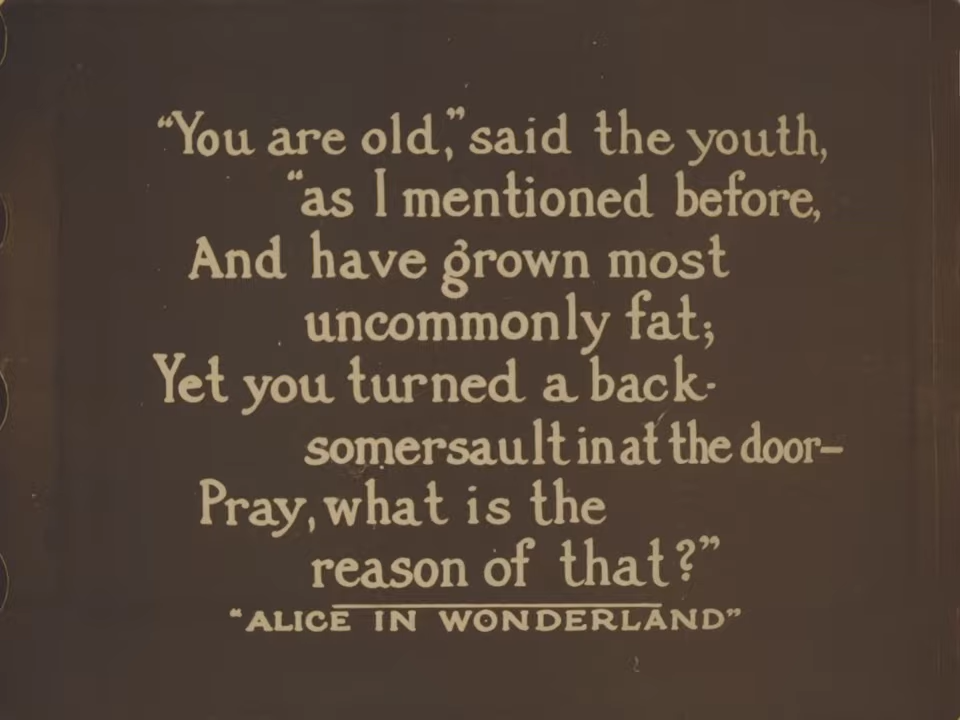 “You are old,” said the youth,
“as I mentioned before,
And have grown most
uncommonly fat;
Yet you turned a back-
somersault in at the door—
Pray, what is the
reason of that?”
“ALICE IN WONDERLAND”